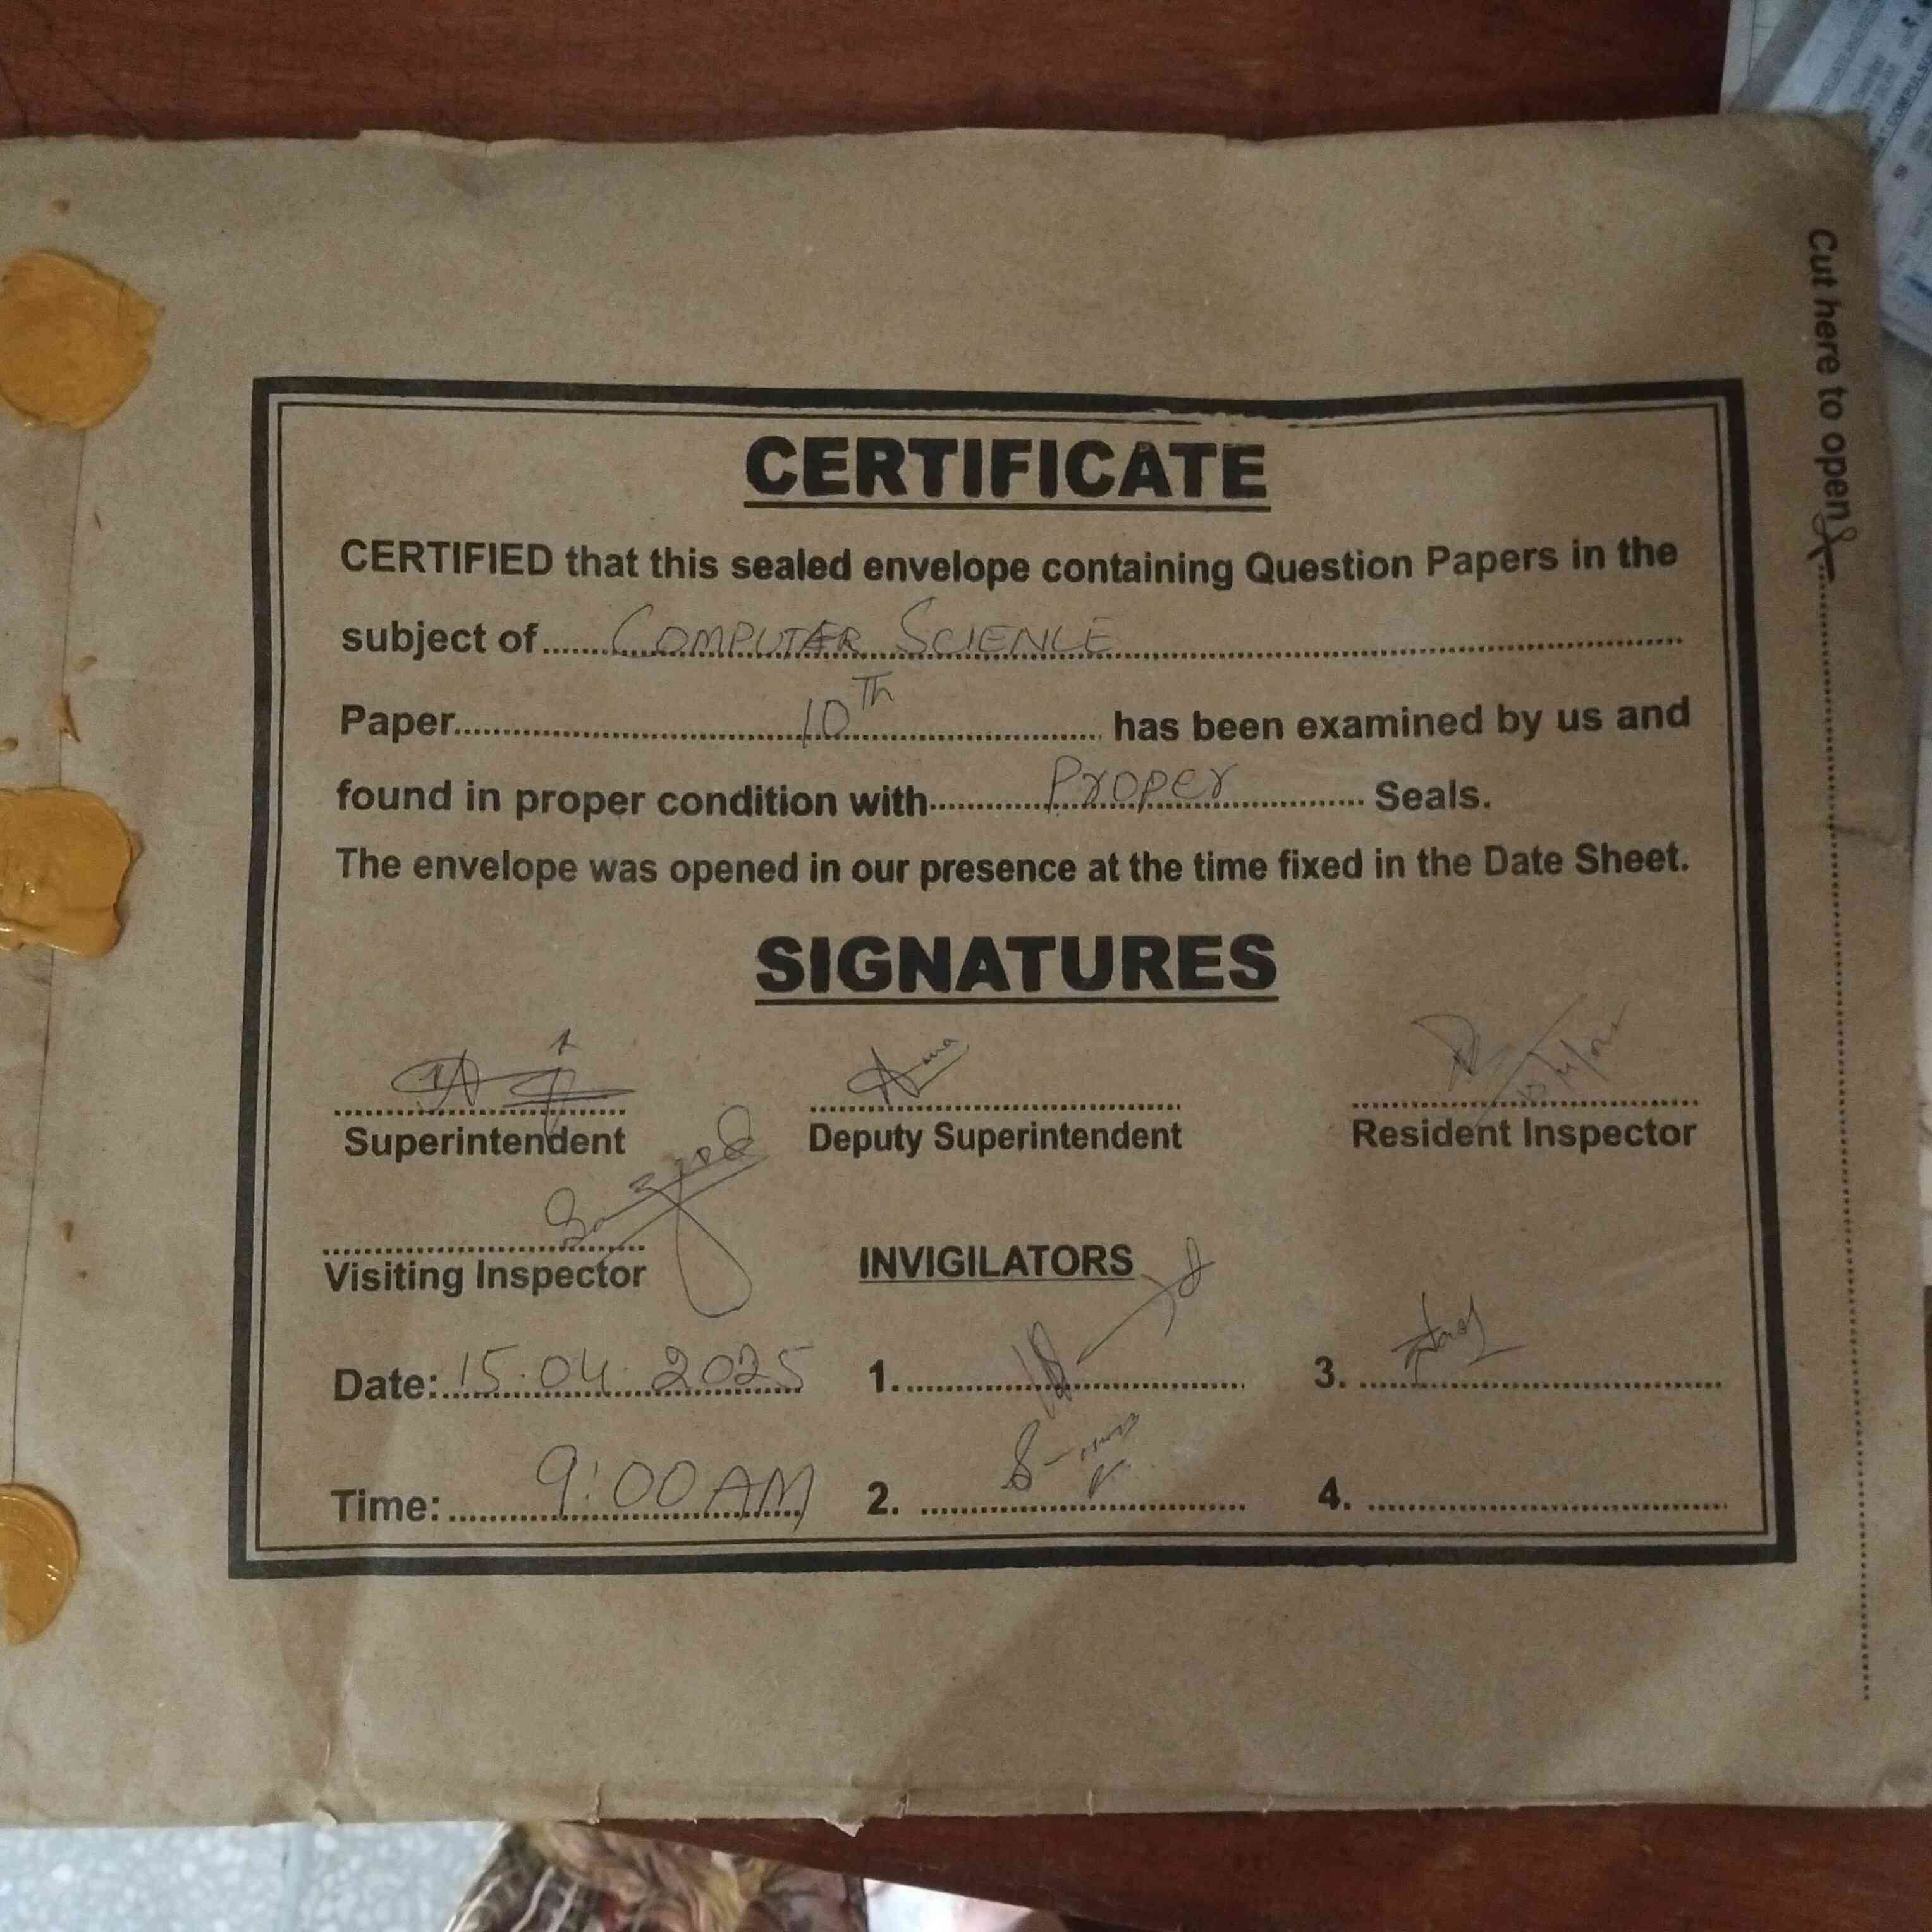 Cut here to open
CERTIFICATE
CERTIFIED that this sealed envelope containing Question Papers in the
subject of COMPUTER SCIENCE
Paper 10Th has been examined by us and
found in proper condition with Proper Seals.
The envelope was opened in our presence at the time fixed in the Date Sheet.
SIGNATURES
Superintendent Deputy Superintendent Resident Inspector
Visiting Inspector INVIGILATORS
Date: 15.04.2025 1. 3.
Time: 9:00 AM 2. 4.